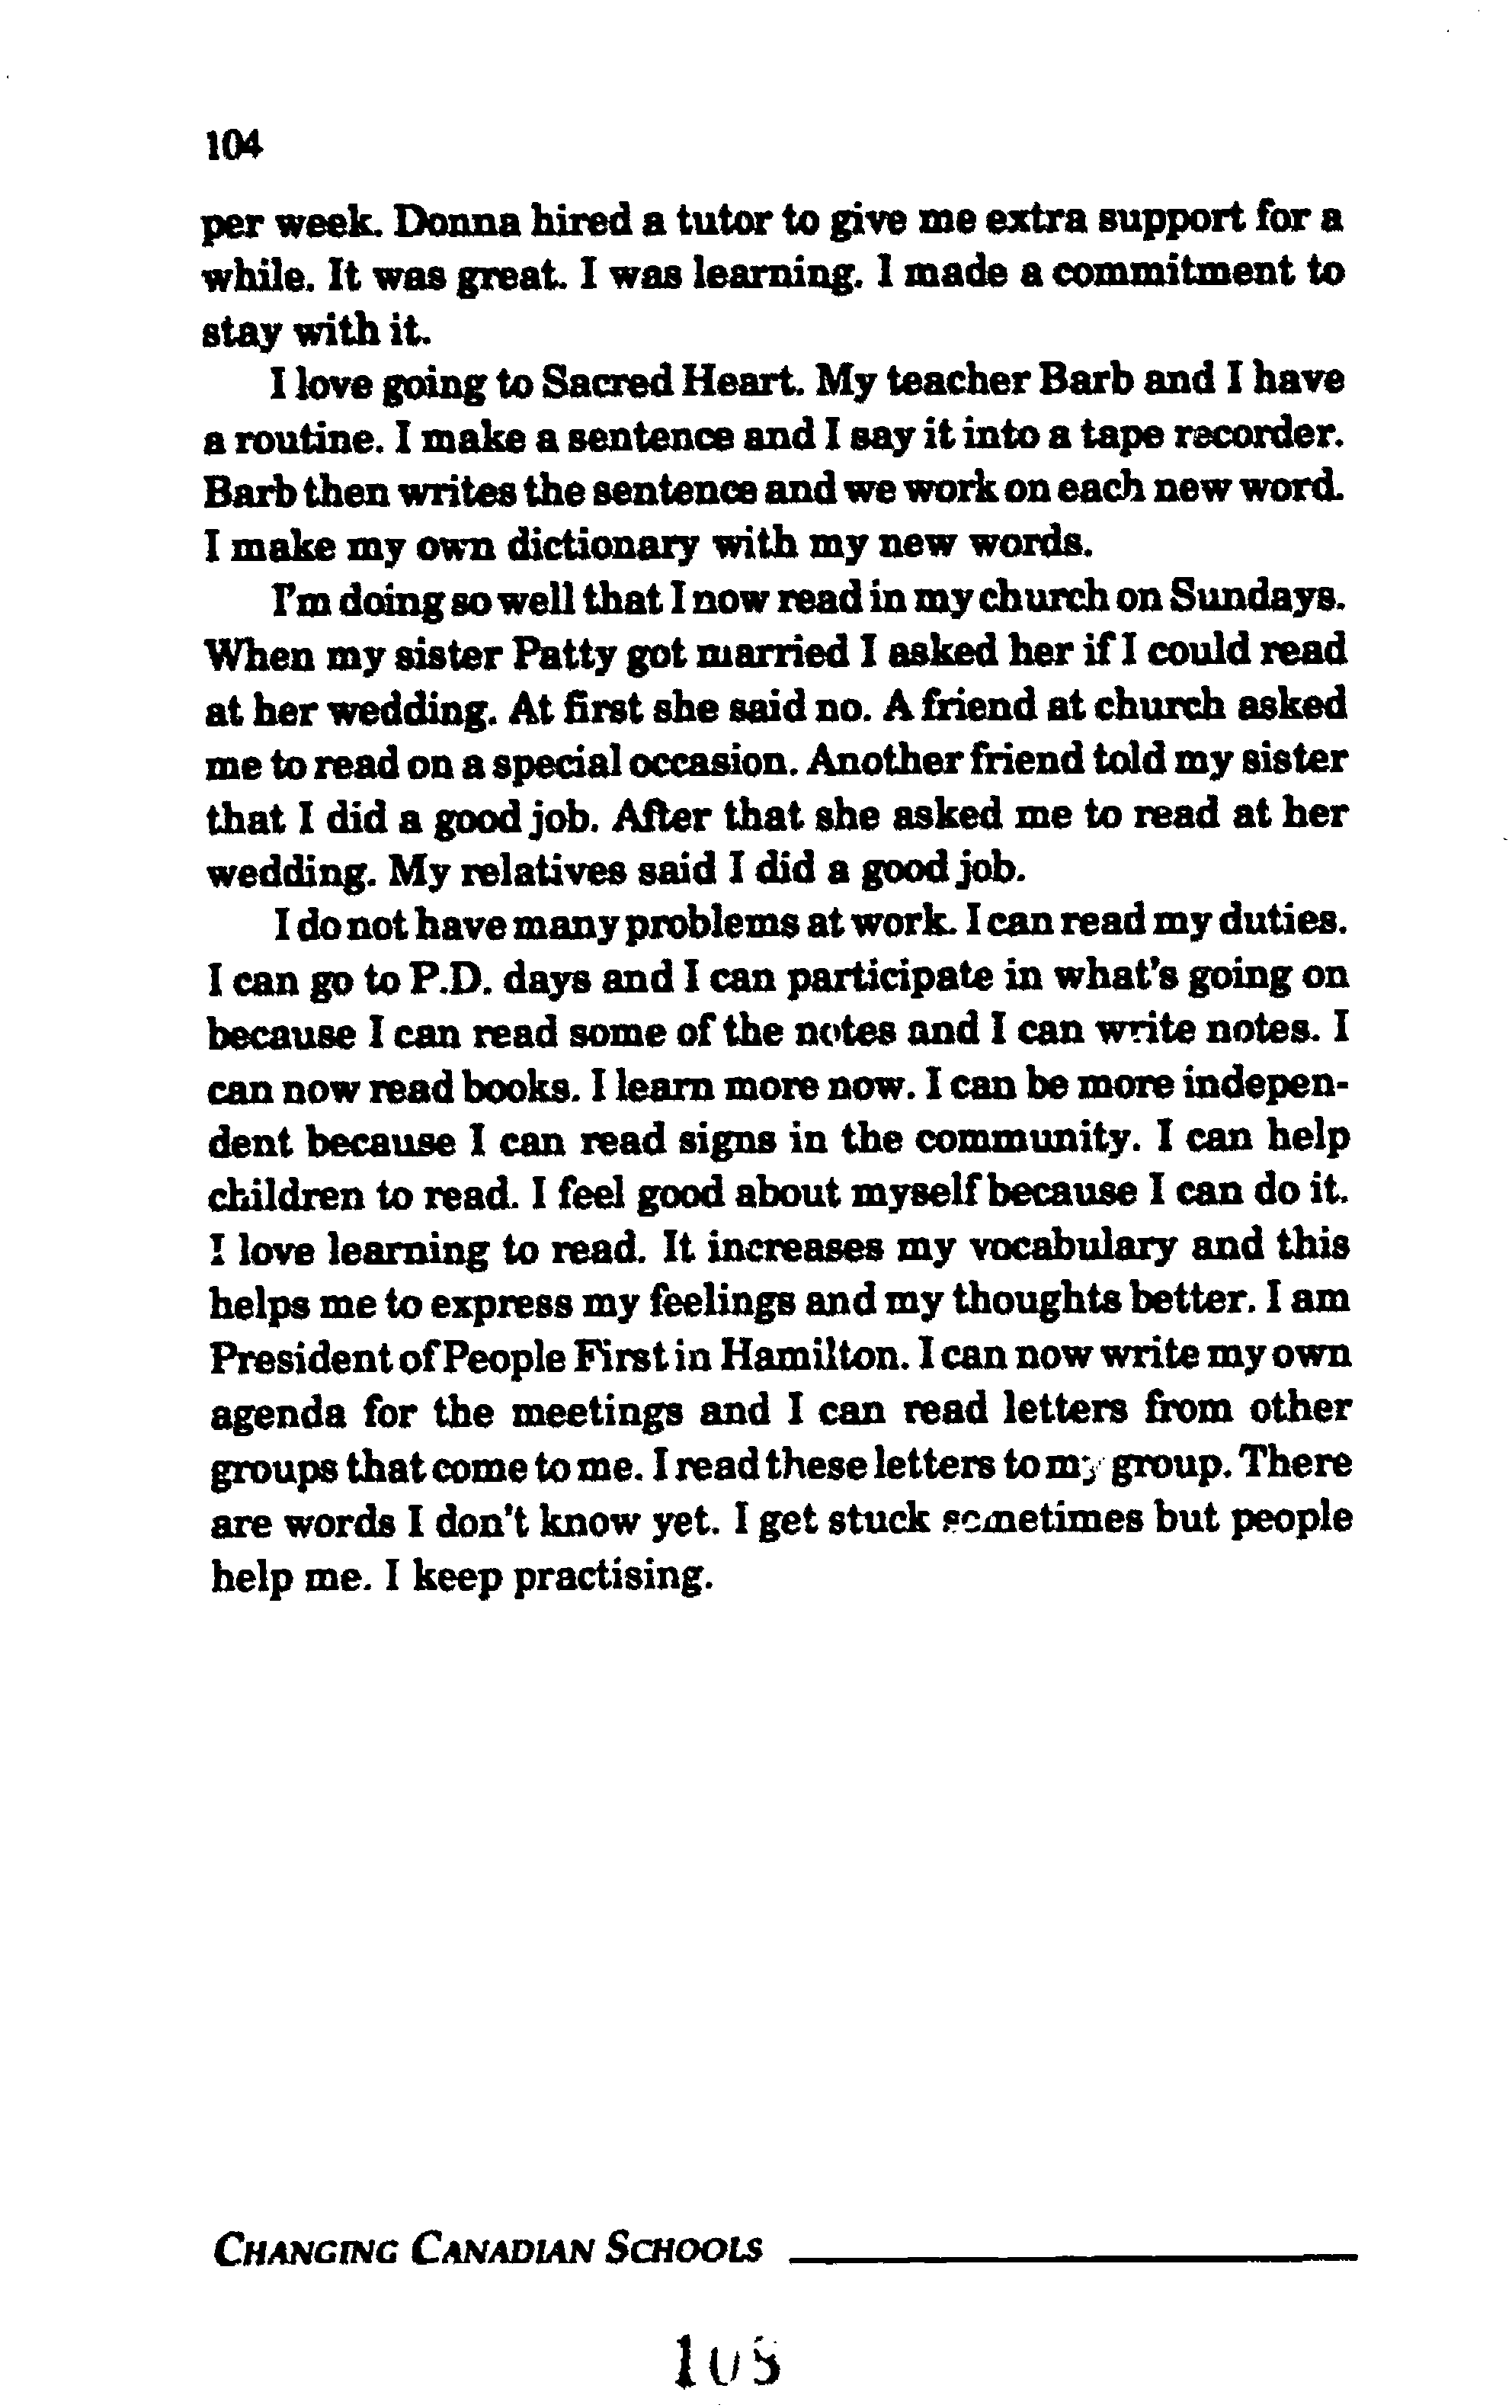 104
per week. Donna hired a tutor to give me extra support for a
while. It was great. I was learning. I made a commitment to
stay with it.
I love going to Sacred Heart. My teacher Barb and I have
a routine. I make a sentence and I say it into a tape recorder.
Barb then writes the sentence and we work on each new word.
I make my own dictionary with my new words.
I'm doing so well that I now read in my church on Sundays.
When my sister Patty got married I asked her if I could read
at her wedding. At first she said no. A friend at church asked
me to read on a special occasion. Another friend told my sister
that I did a good job. After that she asked me to read at her
wedding. My relatives said I did a good job.
I do not have many problems at work. I can read my duties.
I can go to P.D. days and I can participate in what's going on
because I can read some of the notes and I can write notes. I
can now read books. I learn more now. I can be more indepen-
dent because I can read signs in the community. I can help
children to read. I feel good about myself because I can do it.
I love learning to read. It increases my vocabulary and this
helps me to express my feelings and my thoughts better. I am
President of People First in Hamilton. I can now write my own
agenda for the meetings and I can read letters from other
groups that come to me. I read these letters to my group. There
are words I don't know yet. I get stuck sometimes but people
help me. I keep practising.
CHANGING CANADIAN SCHOOLS